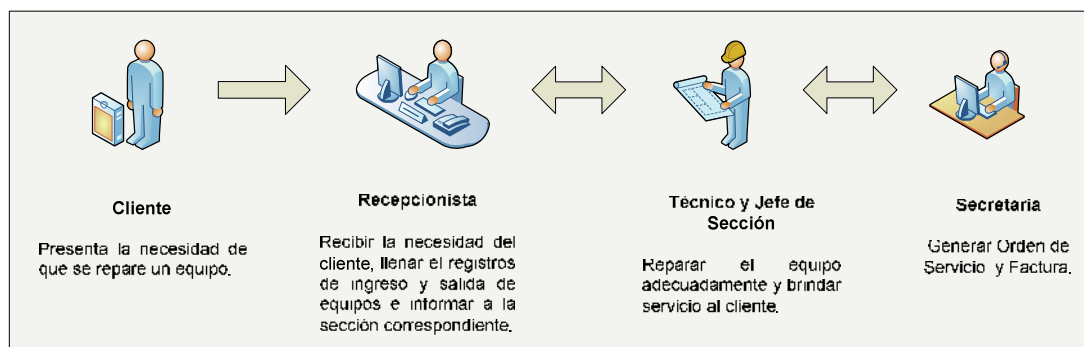 Cliente
Presenta la necesidad de
que se repare un equipo.
Recepcionista
Recibir la necesidad del
cliente, llenar el registros
de ingreso y salida de
equipos e informar a la
sección correspondiente.
Técnico y Jefe de
Sección
Reparar el equipo
adecuadamente y brindar
servicio al cliente.
Secretaria
Generar Orden de
Servicio y Factura.